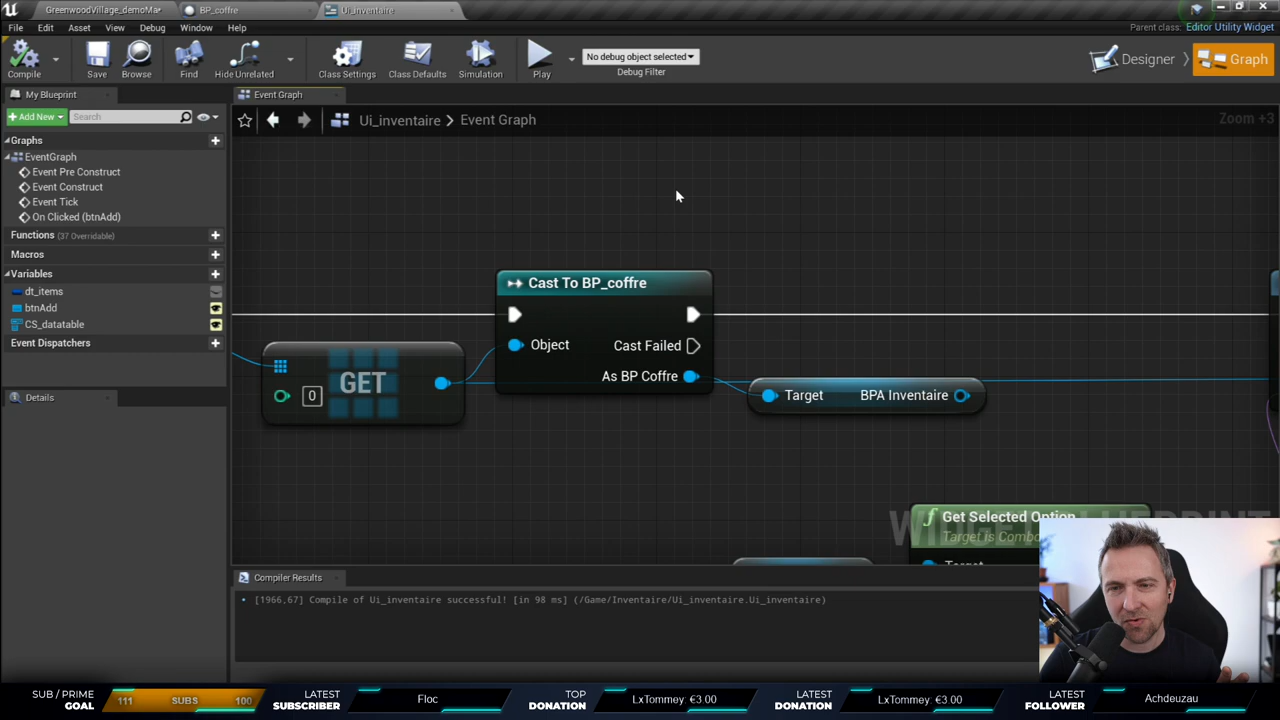 GreenwoodVillage_demoMa
BP_coffre
Ui_inventaire
File Edit Asset View Debug Window Help
Parent class: Editor Utility Widget
Compile
Save
Browse
Find
Hide Unrelated
Class Settings
Class Defaults
Simulation
Play
No debug object selected
Debug Filter
Designer
Graph
My Blueprint
Event Graph
Add New
Search
Ui_inventaire > Event Graph
Zoom +3
Graphs
EventGraph
Event Pre Construct
Event Construct
Event Tick
On Clicked (btnAdd)
Functions (37 Overridable)
Macros
Variables
dt_items
btnAdd
CS_datatable
Event Dispatchers
Details
Cast To BP_coffre
Object
Cast Failed
As BP Coffre
GET
0
Target
BPA Inventaire
f Get Selected Option
Target is Combo
Target
Compiler Results
[1966,67] Compile of Ui_inventaire successful! [in 98 ms] (/Game/Inventaire/Ui_inventaire.Ui_inventaire)
SUB / PRIME GOAL
111 SUBS 100
LATEST SUBSCRIBER
Floc
TOP DONATION
LxTommey: €3.00
LATEST DONATION
LxTommey: €3.00
LATEST FOLLOWER
Achdeuzau